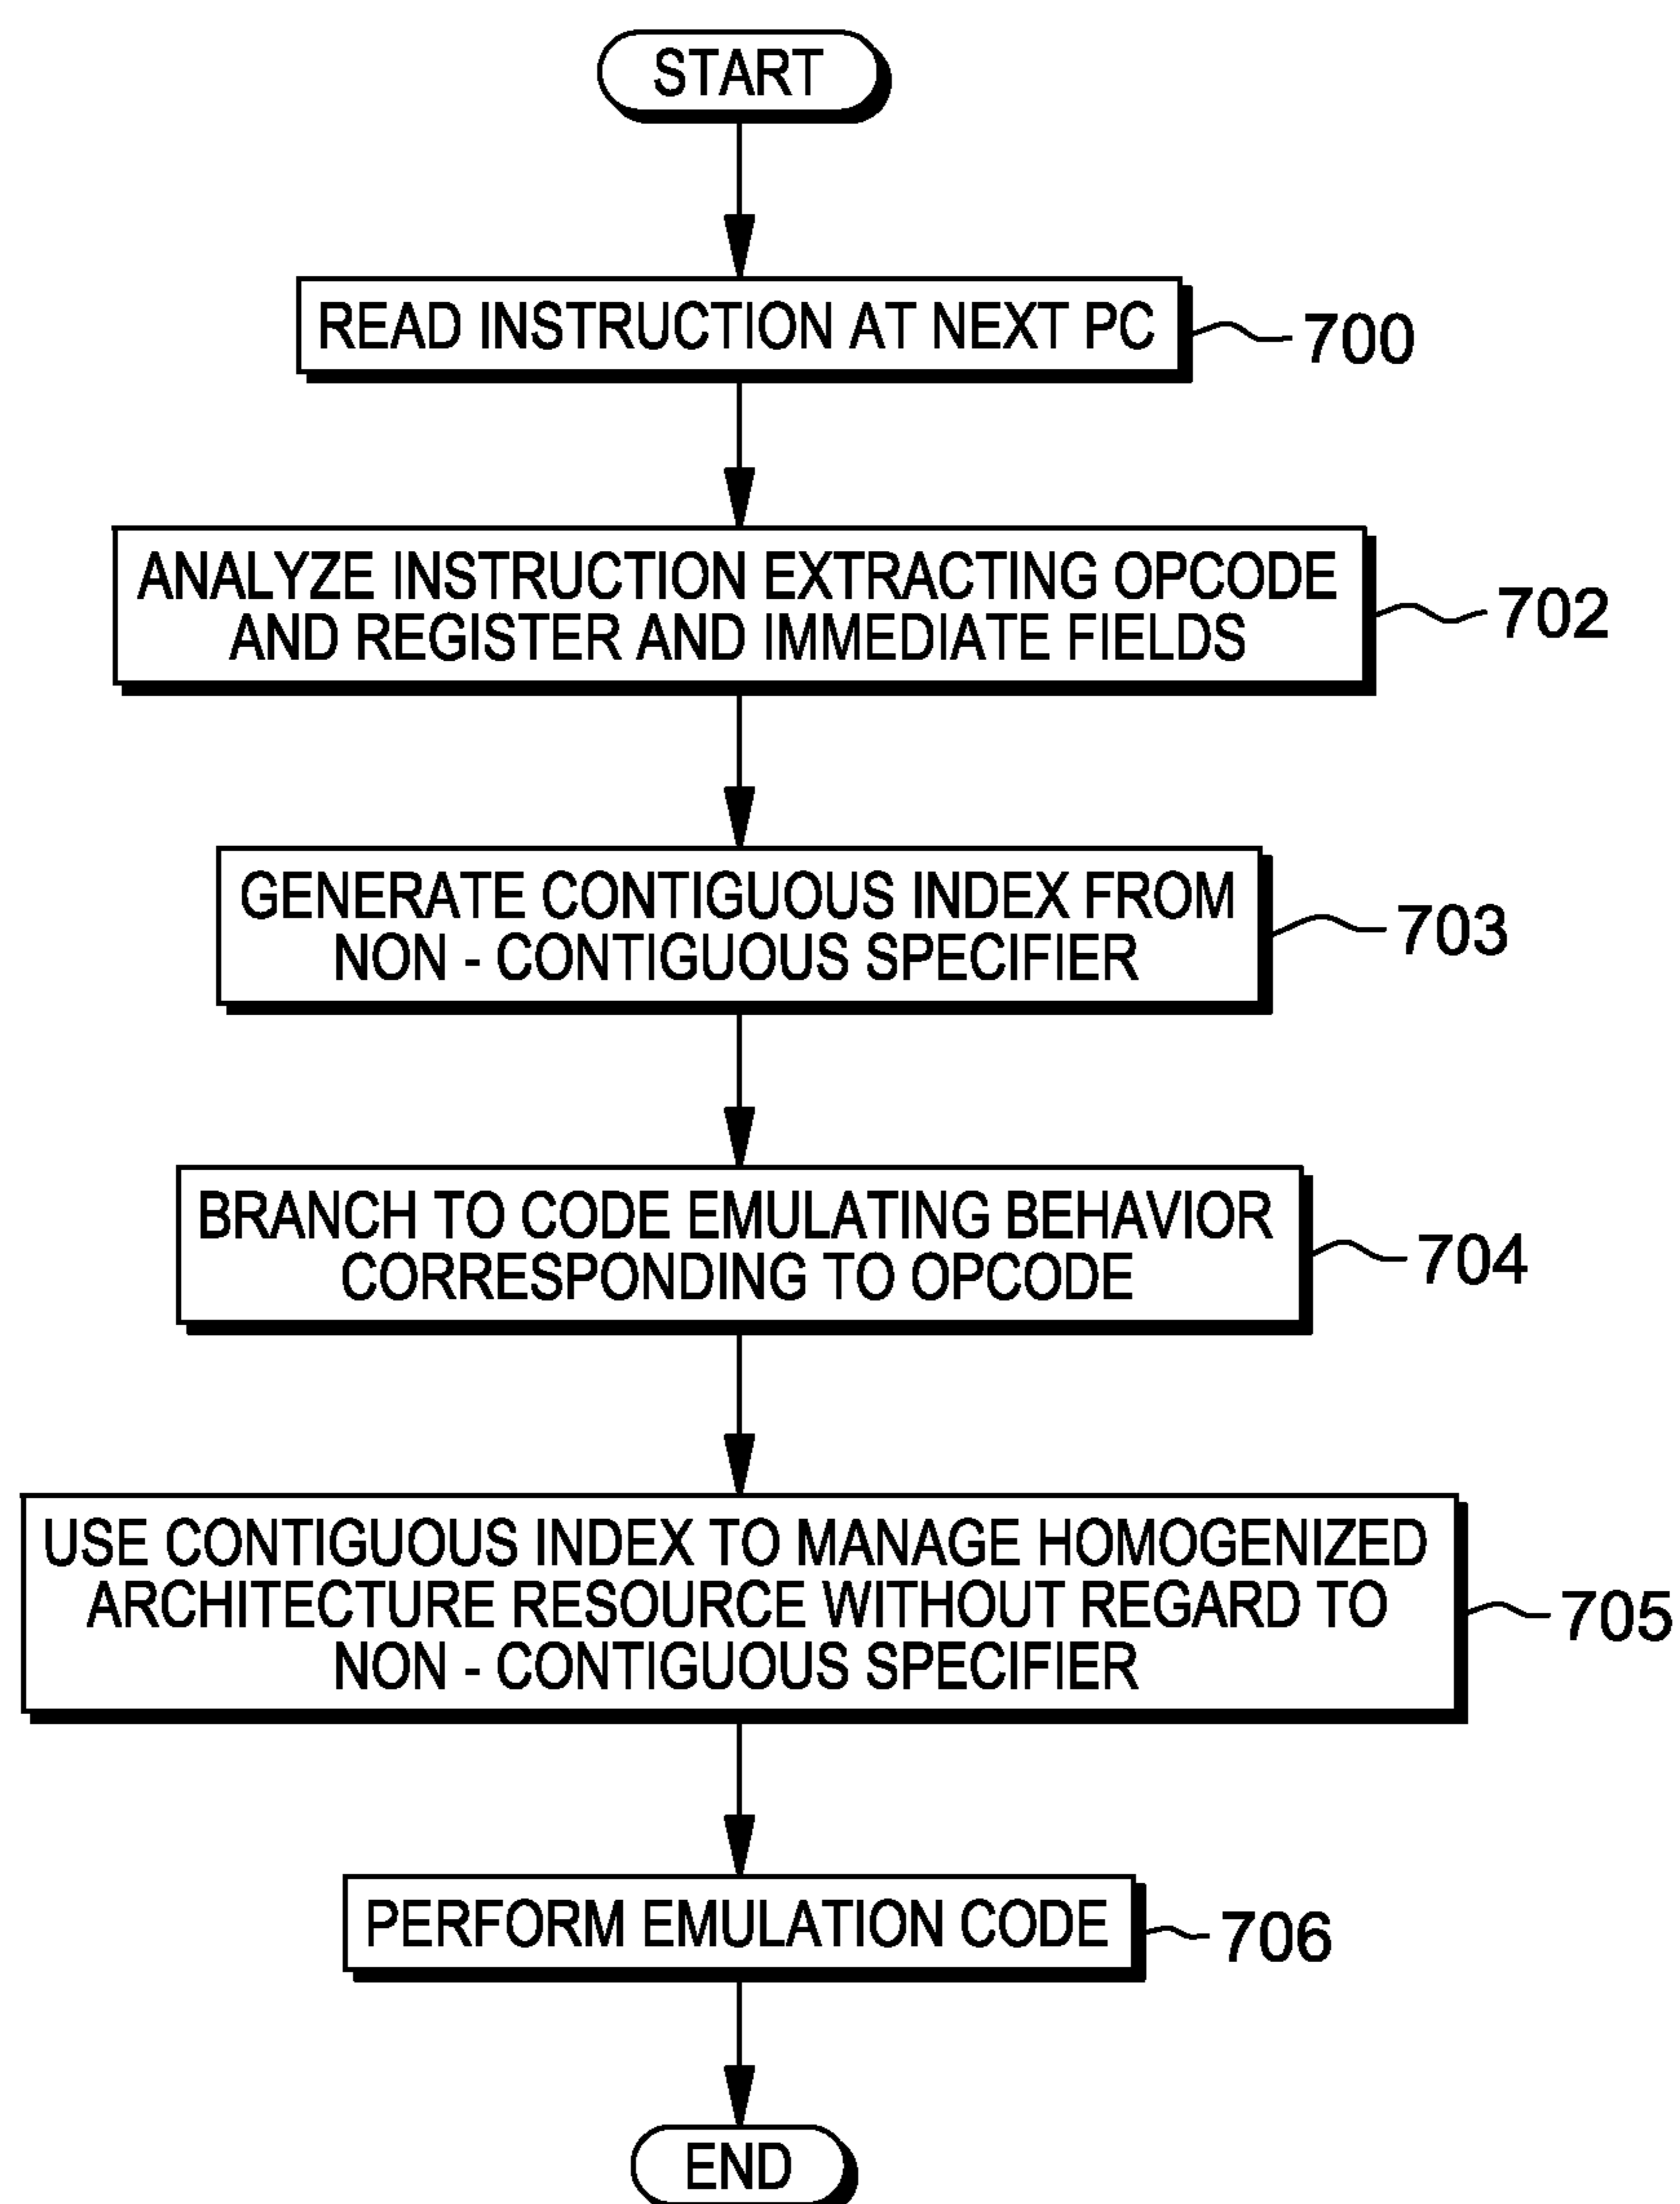 START
READ INSTRUCTION AT NEXT PC
700
ANALYZE INSTRUCTION EXTRACTING OPCODE
AND REGISTER AND IMMEDIATE FIELDS
702
GENERATE CONTIGUOUS INDEX FROM
NON - CONTIGUOUS SPECIFIER
703
BRANCH TO CODE EMULATING BEHAVIOR
CORRESPONDING TO OPCODE
704
USE CONTIGUOUS INDEX TO MANAGE HOMOGENIZED
ARCHITECTURE RESOURCE WITHOUT REGARD TO
NON - CONTIGUOUS SPECIFIER
705
PERFORM EMULATION CODE
706
END